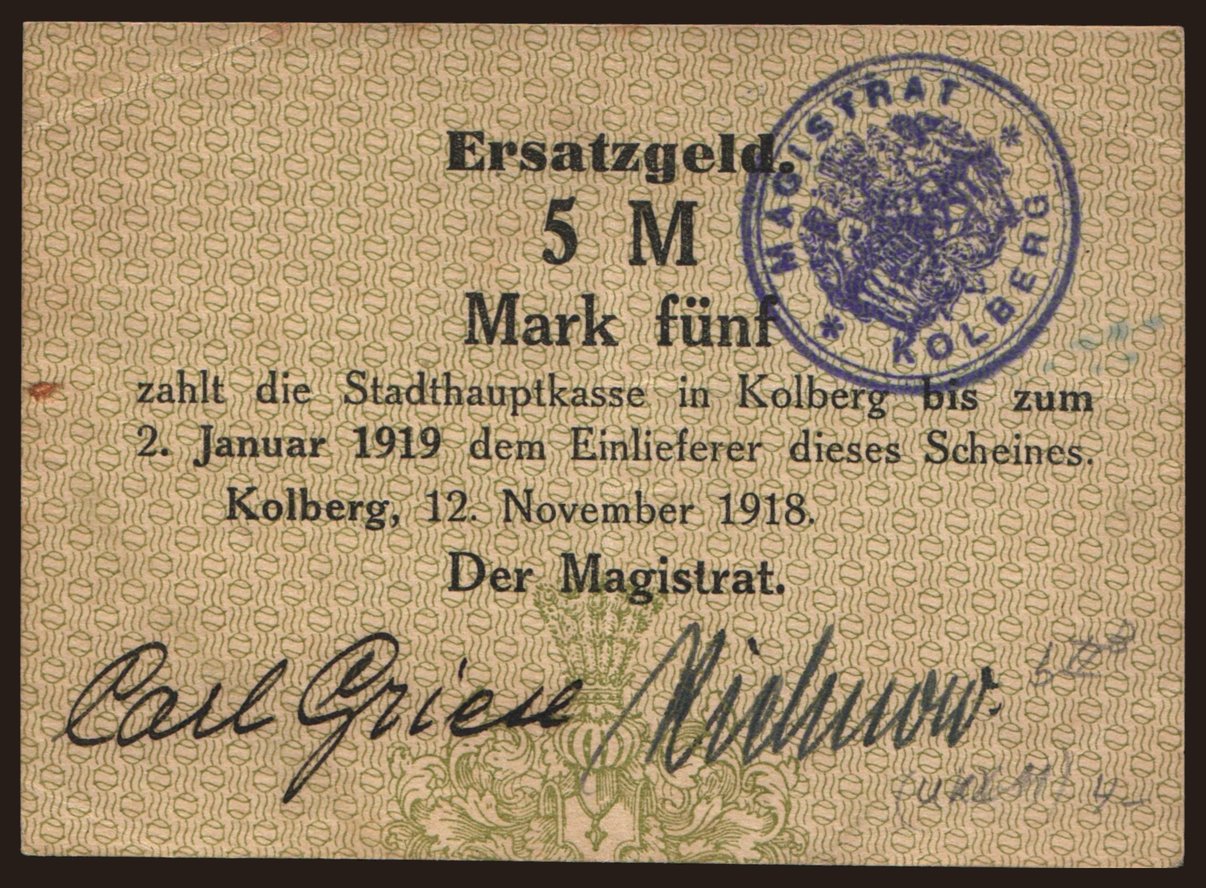 Ersatzgeld.
5 M
Mark fünf
zahlt die Stadthauptkasse in Kolberg bis zum
2. Januar 1919 dem Einlieferer dieses Scheines.
Kolberg, 12. November 1918.
Der Magistrat.
Carl Griese
MAGISTRAT
* KOLBERG *